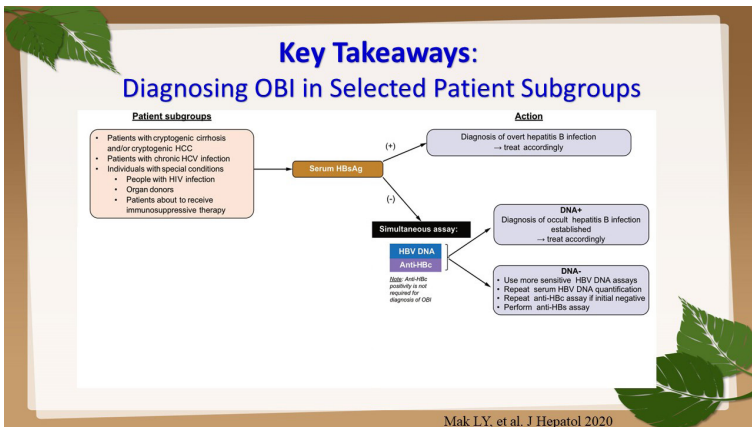 Key Takeaways:
Diagnosing OBI in Selected Patient Subgroups
Patient subgroups
• Patients with cryptogenic cirrhosis
and/or cryptogenic HCC
• Patients with chronic HCV infection
• Individuals with special conditions
• People with HIV infection
• Organ donors
• Patients about to receive
immunosuppressive therapy
Serum HBsAg
(+)
(-)
Action
Diagnosis of overt hepatitis B infection
→ treat accordingly
Simultaneous assay:
HBV DNA
Anti-HBc
Note: Anti-HBc
positivity is not
required for
diagnosis of OBI
DNA+
Diagnosis of occult hepatitis B infection
established
→ treat accordingly
DNA-
• Use more sensitive HBV DNA assays
• Repeat serum HBV DNA quantification
• Repeat anti-HBc assay if initial negative
• Perform anti-HBs assay
Mak LY, et al. J Hepatol 2020